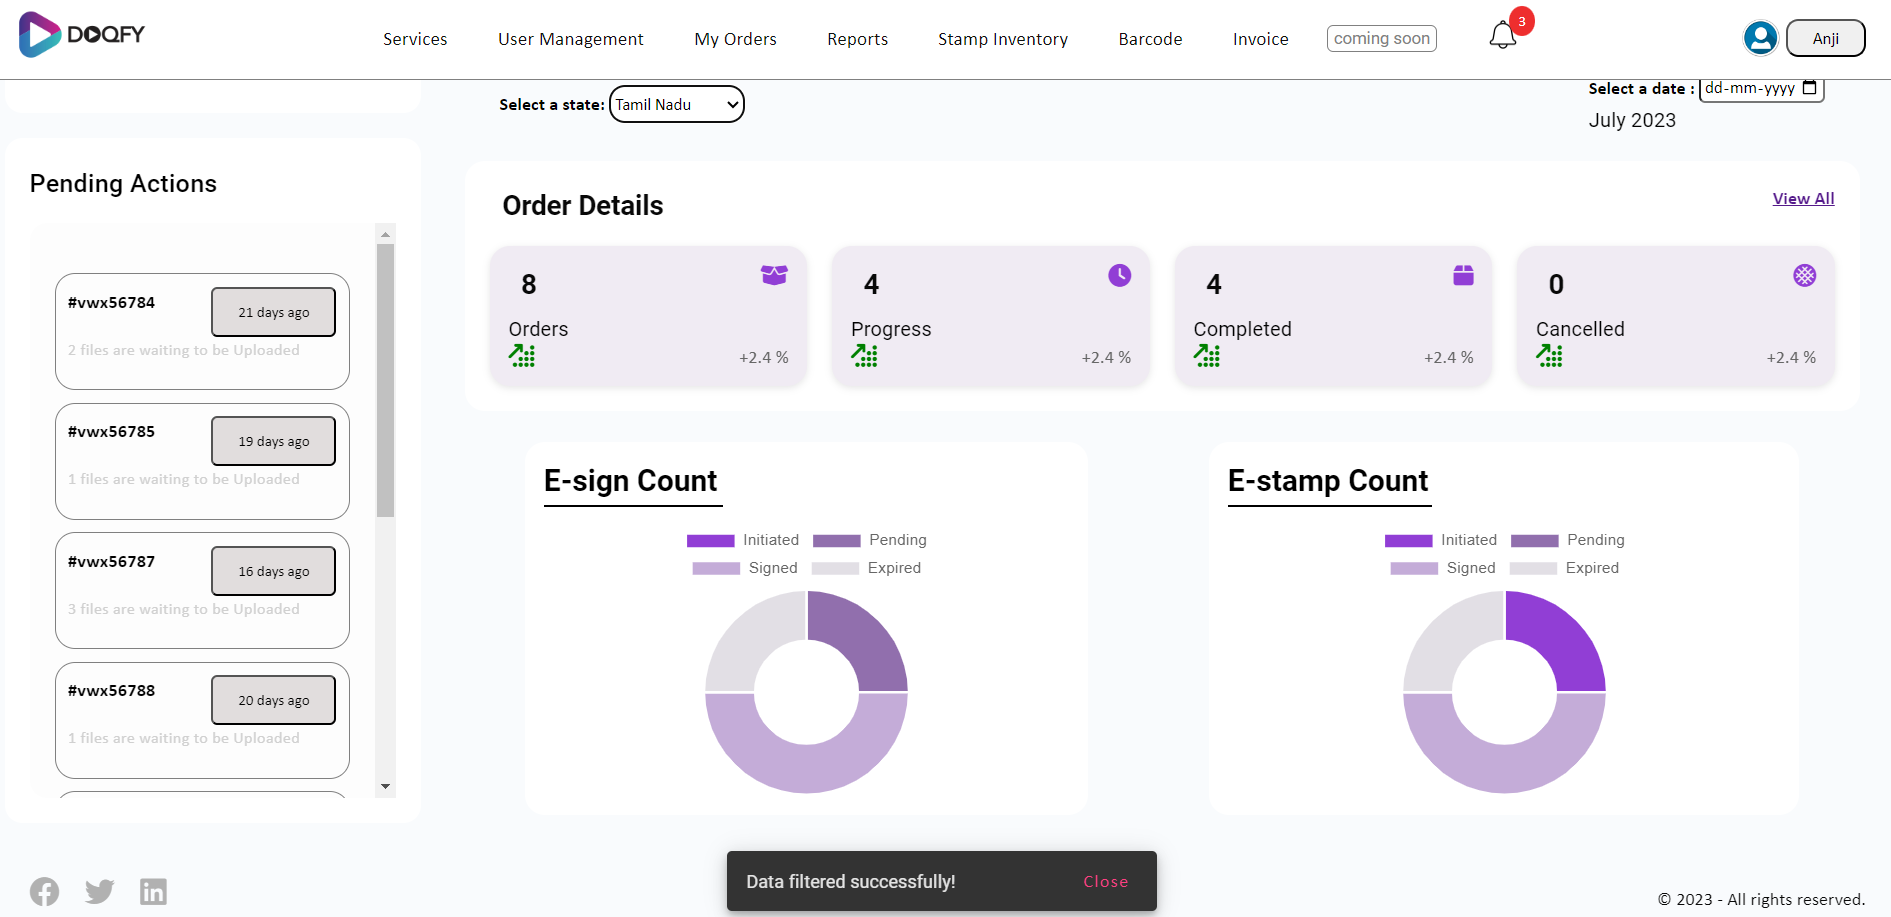 DOQFY
Services
User Management
My Orders
Reports
Stamp Inventory
Barcode
Invoice
coming soon
3
Anji
Select a state: Tamil Nadu
Select a date : dd-mm-yyyy
July 2023
Pending Actions
#vwx56784
21 days ago
2 files are waiting to be Uploaded
#vwx56785
19 days ago
1 files are waiting to be Uploaded
#vwx56787
16 days ago
3 files are waiting to be Uploaded
#vwx56788
20 days ago
1 files are waiting to be Uploaded
Order Details
View All
8
Orders
+2.4 %
4
Progress
+2.4 %
4
Completed
+2.4 %
0
Cancelled
+2.4 %
E-sign Count
Initiated Pending
Signed Expired
E-stamp Count
Initiated Pending
Signed Expired
Data filtered successfully! Close
© 2023 - All rights reserved.